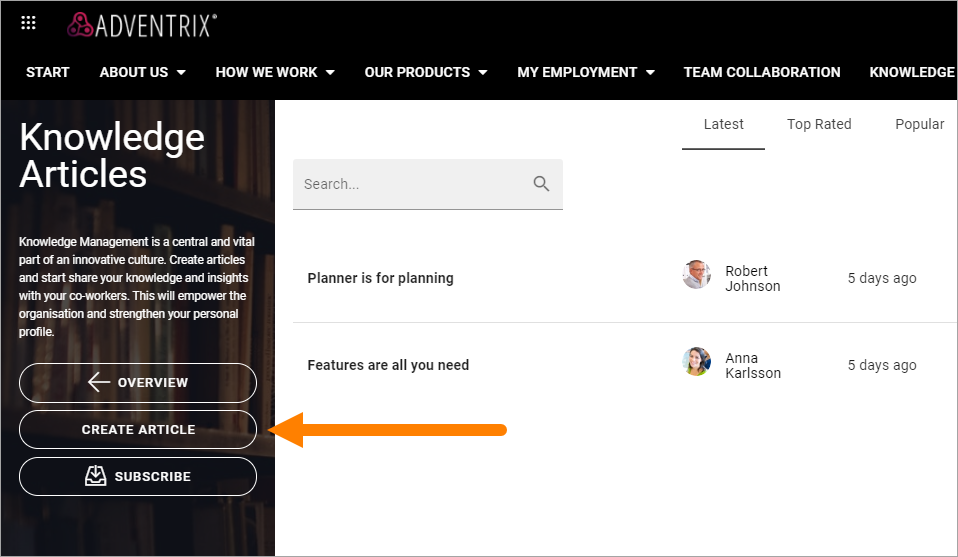 ADVENTRIX®
START ABOUT US HOW WE WORK OUR PRODUCTS MY EMPLOYMENT TEAM COLLABORATION KNOWLEDGE
Knowledge
Articles
Knowledge Management is a central and vital
part of an innovative culture. Create articles
and start share your knowledge and insights
with your co-workers. This will empower the
organisation and strengthen your personal
profile.
OVERVIEW
CREATE ARTICLE
SUBSCRIBE
Latest Top Rated Popular
Search...
Planner is for planning
Robert
Johnson
5 days ago
Features are all you need
Anna
Karlsson
5 days ago